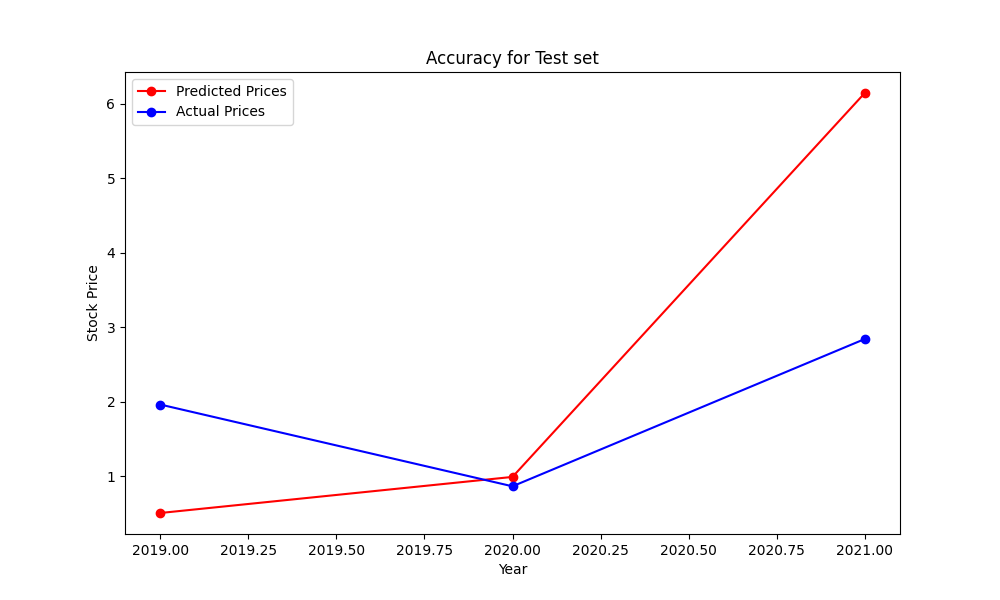 Accuracy for Test set
Predicted Prices
Actual Prices
6
5
4
3
2
1
Stock Price
2019.00 2019.25 2019.50 2019.75 2020.00 2020.25 2020.50 2020.75 2021.00
Year